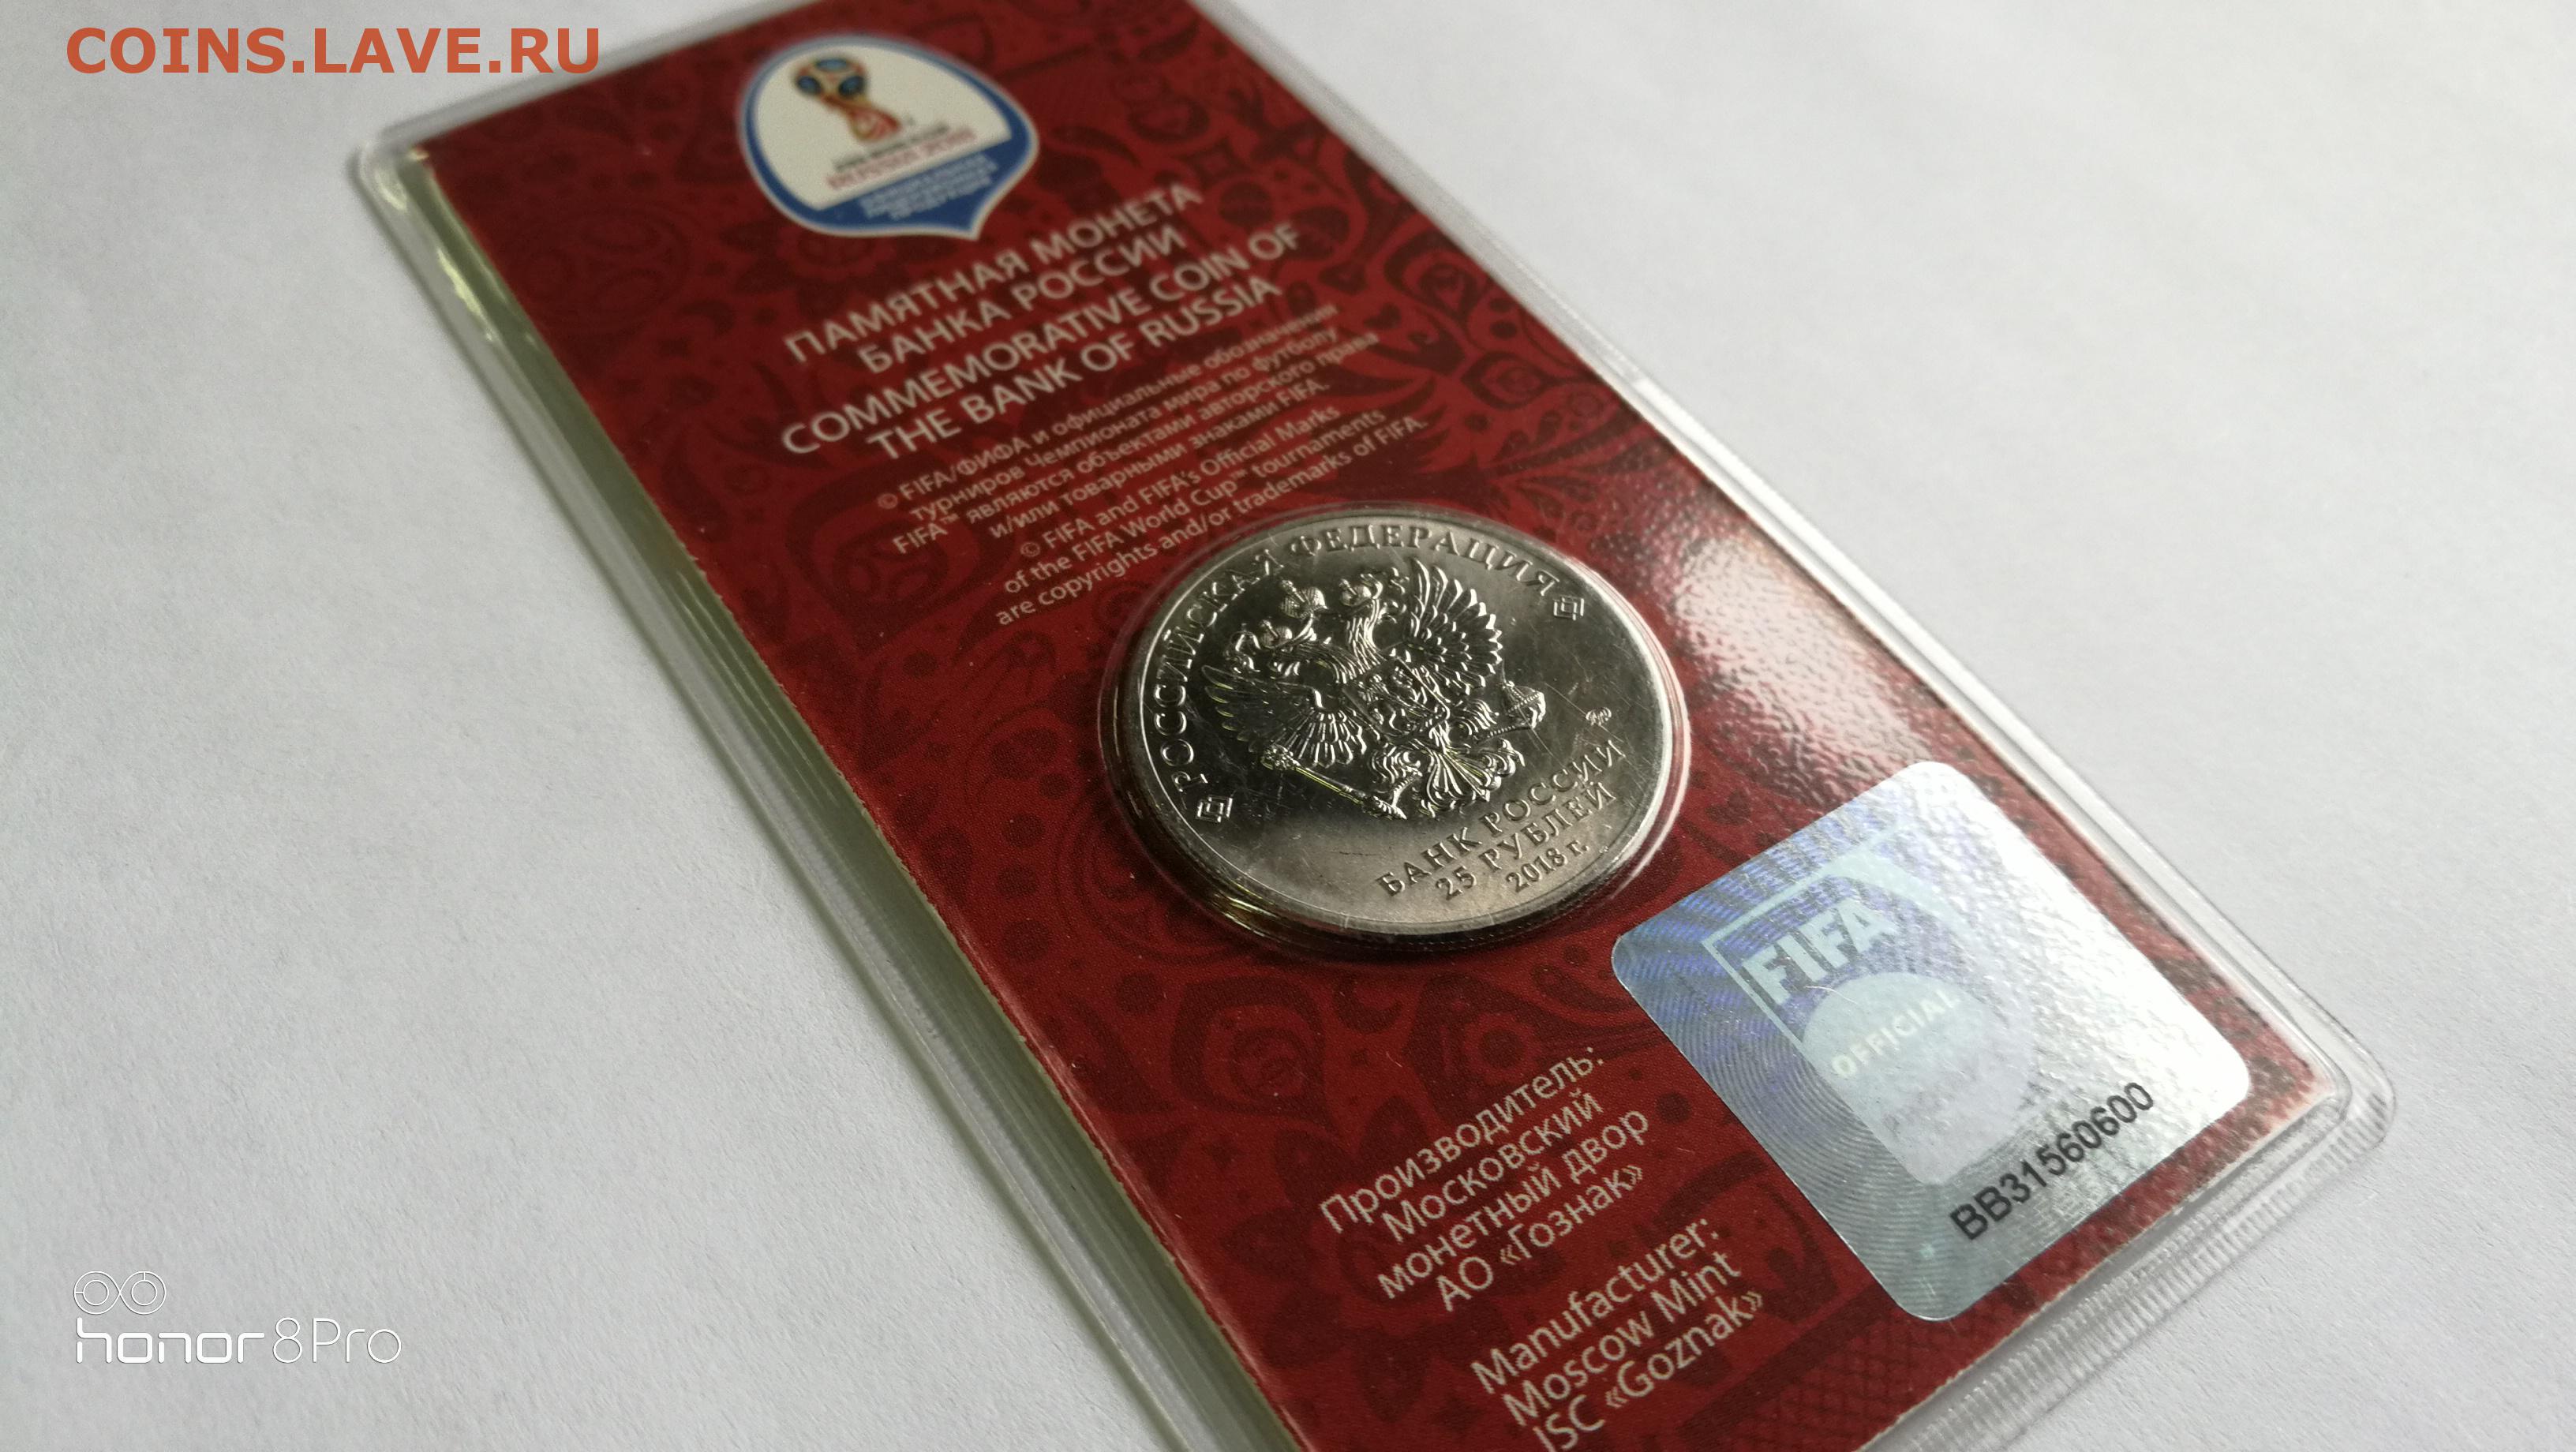 COINS.LAVE.RU
RUSSIA 2018
ПАМЯТНАЯ МОНЕТА
БАНКА РОССИИ
COMMEMORATIVE COIN OF
THE BANK OF RUSSIA
© FIFA/ФИФА и официальные обозначения
турниров Чемпионата мира по футболу
FIFA™ являются объектами авторского права
и/или товарными знаками FIFA.
© FIFA and FIFA's Official Marks
of the FIFA World Cup™ tournaments
are copyrights and/or trademarks of FIFA.
РОССИЙСКАЯ ФЕДЕРАЦИЯ
БАНК РОССИИ
25 РУБЛЕЙ
2018 г.
FIFA
OFFICIAL
BB31560600
Производитель:
Московский
монетный двор
АО «Гознак»
Manufacturer:
Moscow Mint
JSC «Goznak»
honor 8Pro